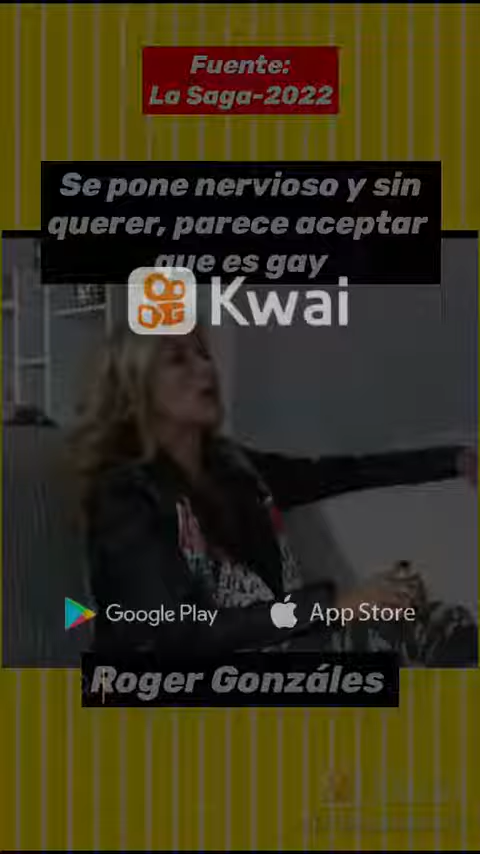 Fuente:
La Saga-2022
Se pone nervioso y sin
querer, parece aceptar
que es gay
Kwai
Google Play
App Store
Roger Gonzáles